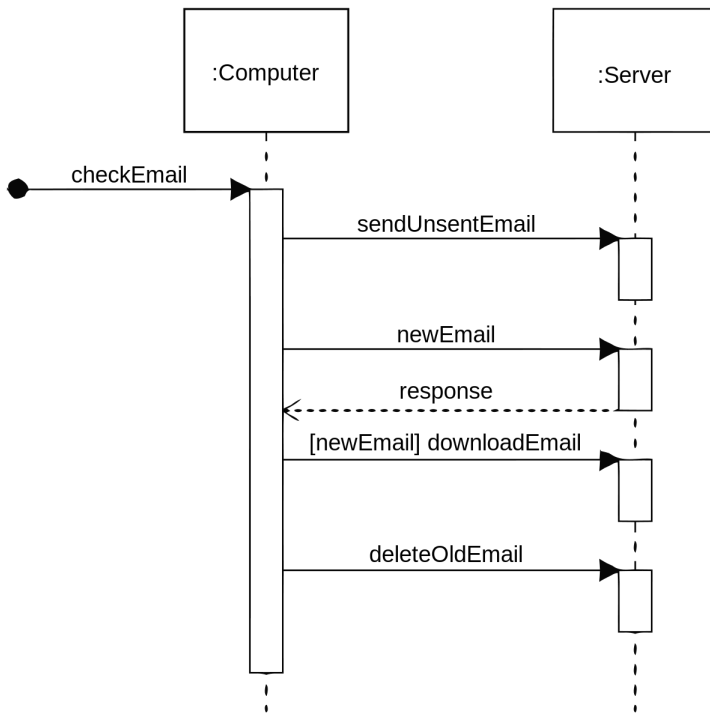 :Computer
:Server
checkEmail
sendUnsentEmail
newEmail
response
[newEmail] downloadEmail
deleteOldEmail